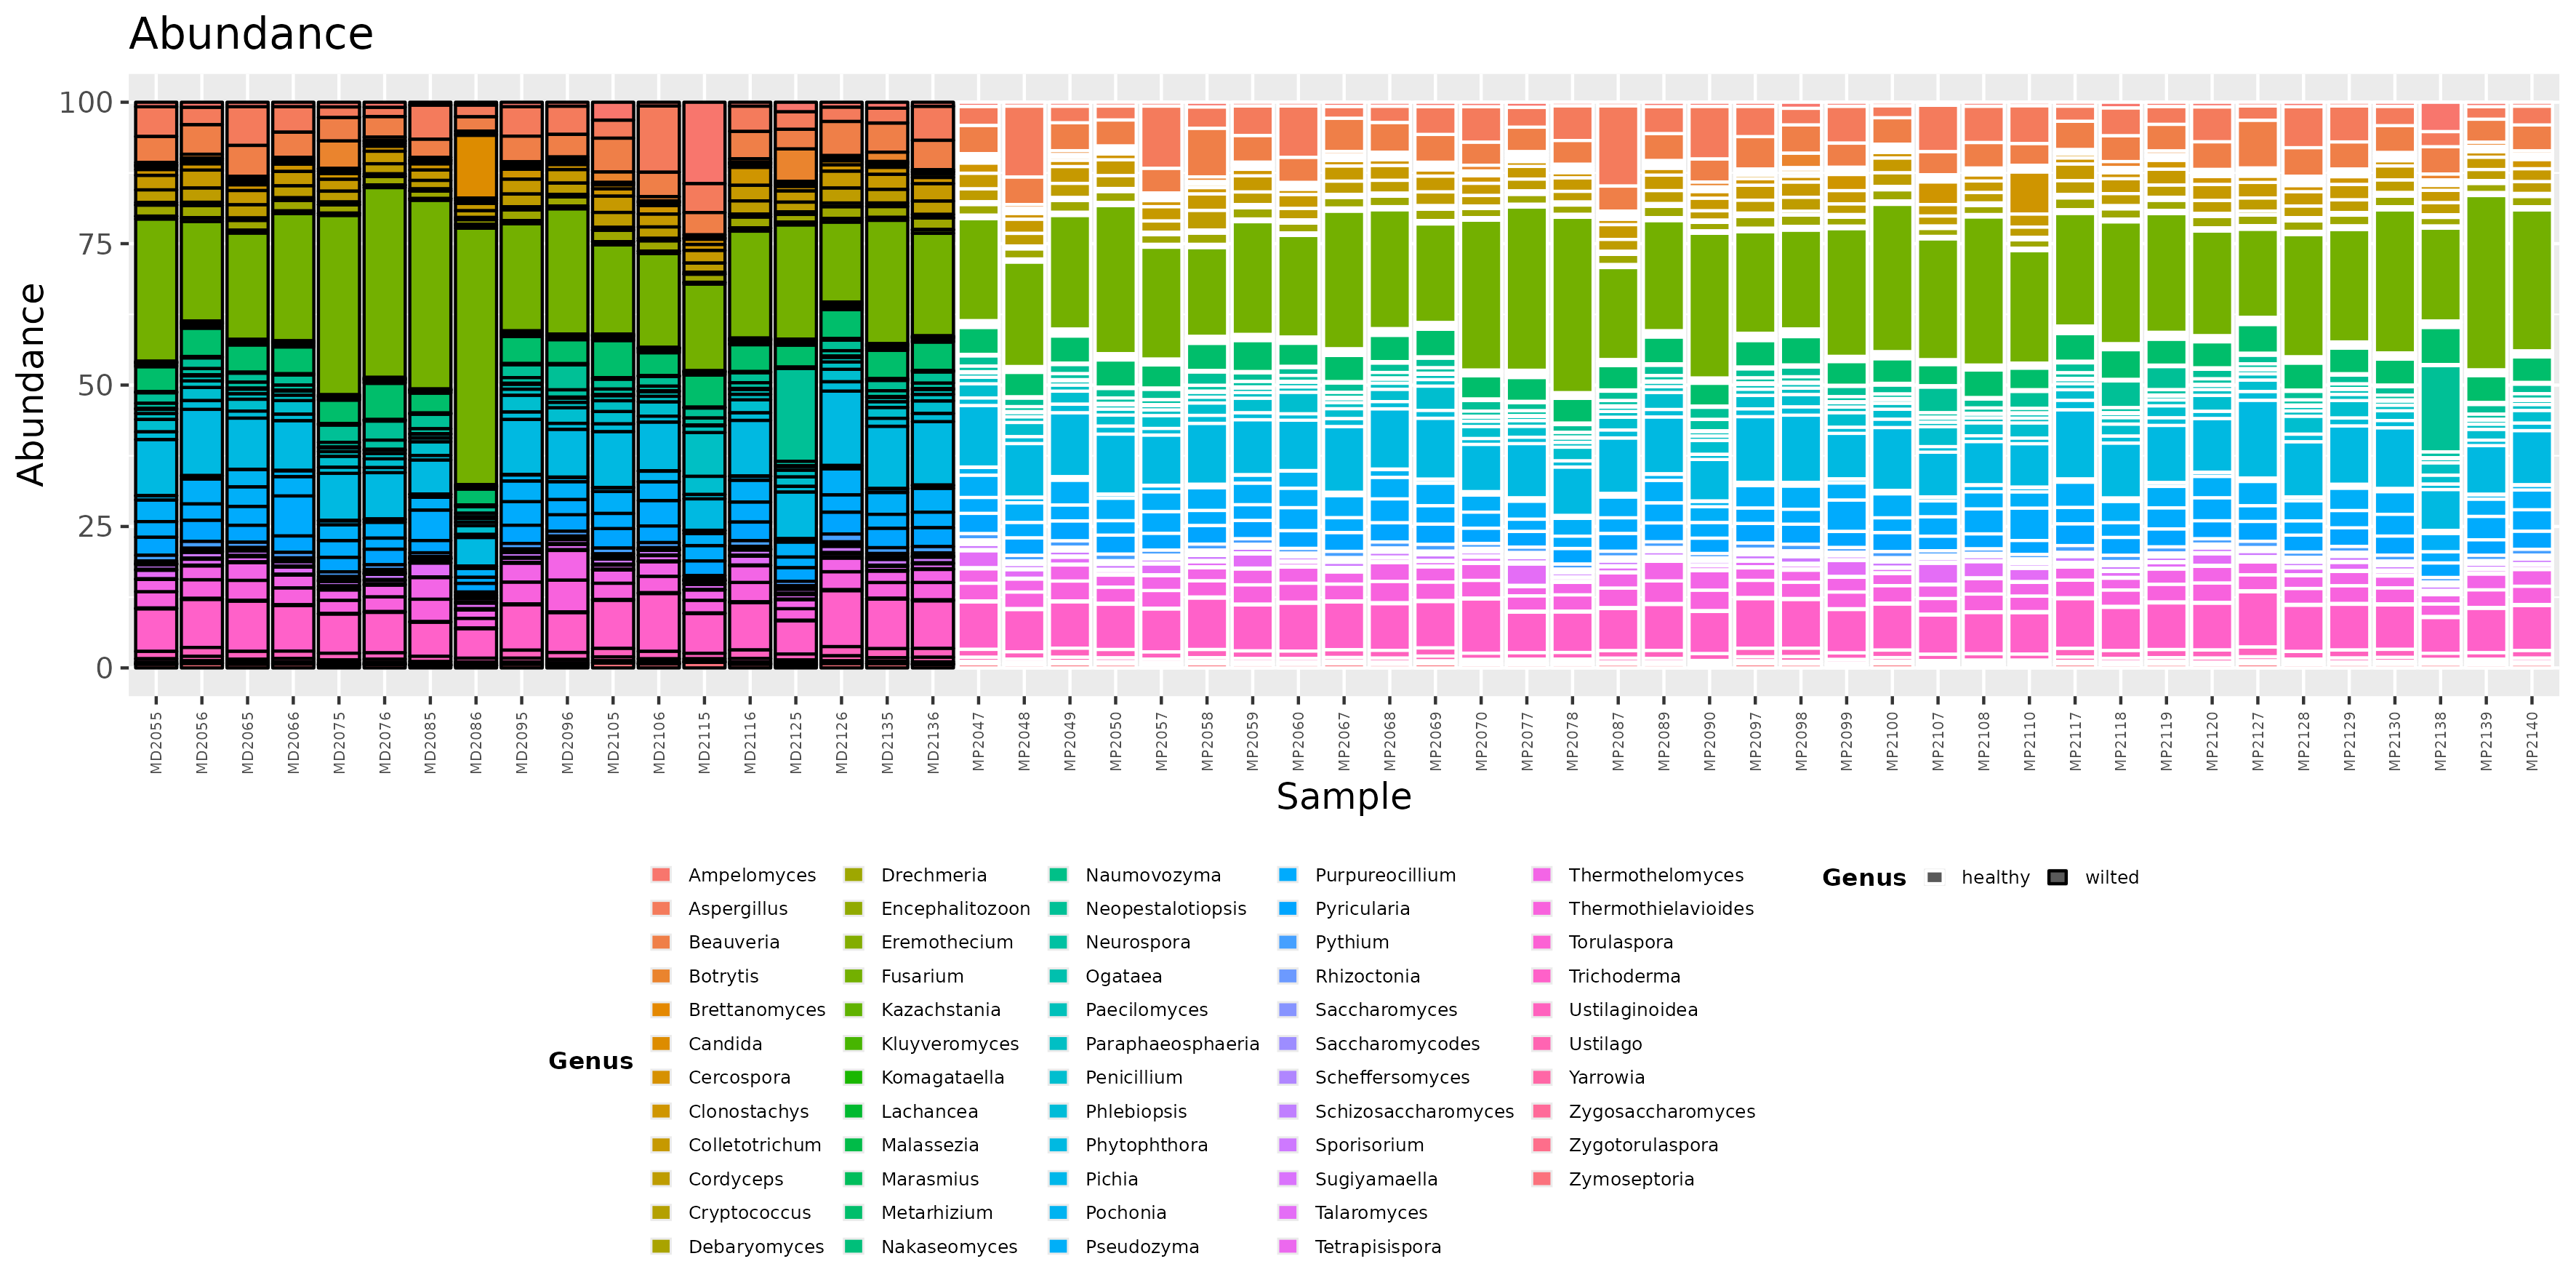 Abundance
Abundance
100
75
50
25
0
MD2055 MD2056 MD2065 MD2066 MD2075 MD2076 MD2085 MD2086 MD2095 MD2096 MD2105 MD2106 MD2115 MD2116 MD2125 MD2126 MD2135 MD2136 MP2047 MP2048 MP2049 MP2050 MP2057 MP2058 MP2059 MP2060 MP2067 MP2068 MP2069 MP2070 MP2077 MP2078 MP2087 MP2089 MP2090 MP2097 MP2098 MP2099 MP2100 MP2107 MP2108 MP2110 MP2117 MP2118 MP2119 MP2120 MP2127 MP2128 MP2129 MP2130 MP2138 MP2139 MP2140
Sample
Genus
Ampelomyces
Aspergillus
Beauveria
Botrytis
Brettanomyces
Candida
Cercospora
Clonostachys
Colletotrichum
Cordyceps
Cryptococcus
Debaryomyces
Drechmeria
Encephalitozoon
Eremothecium
Fusarium
Kazachstania
Kluyveromyces
Komagataella
Lachancea
Malassezia
Marasmius
Metarhizium
Nakaseomyces
Naumovozyma
Neopestalotiopsis
Neurospora
Ogataea
Paecilomyces
Paraphaeosphaeria
Penicillium
Phlebiopsis
Phytophthora
Pichia
Pochonia
Pseudozyma
Purpureocillium
Pyricularia
Pythium
Rhizoctonia
Saccharomyces
Saccharomycodes
Scheffersomyces
Schizosaccharomyces
Sporisorium
Sugiyamaella
Talaromyces
Tetrapisispora
Thermothelomyces
Thermothielavioides
Torulaspora
Trichoderma
Ustilaginoidea
Ustilago
Yarrowia
Zygosaccharomyces
Zygotorulaspora
Zymoseptoria
Genus healthy wilted